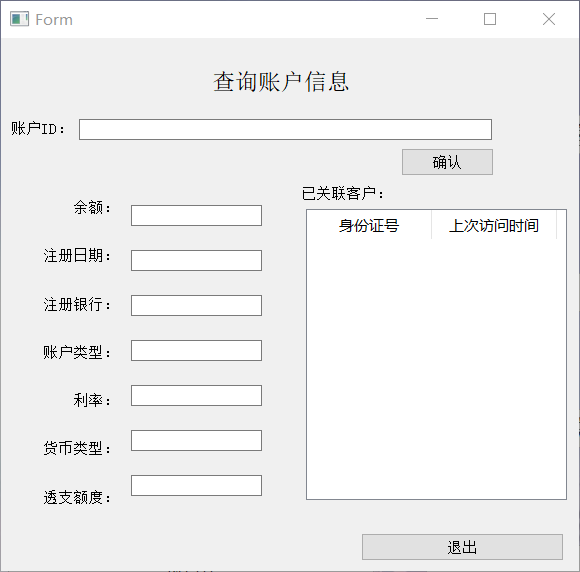 Form
查询账户信息
账户ID：
确认
已关联客户：
身份证号 上次访问时间
余额：
注册日期：
注册银行：
账户类型：
利率：
货币类型：
透支额度：
退出